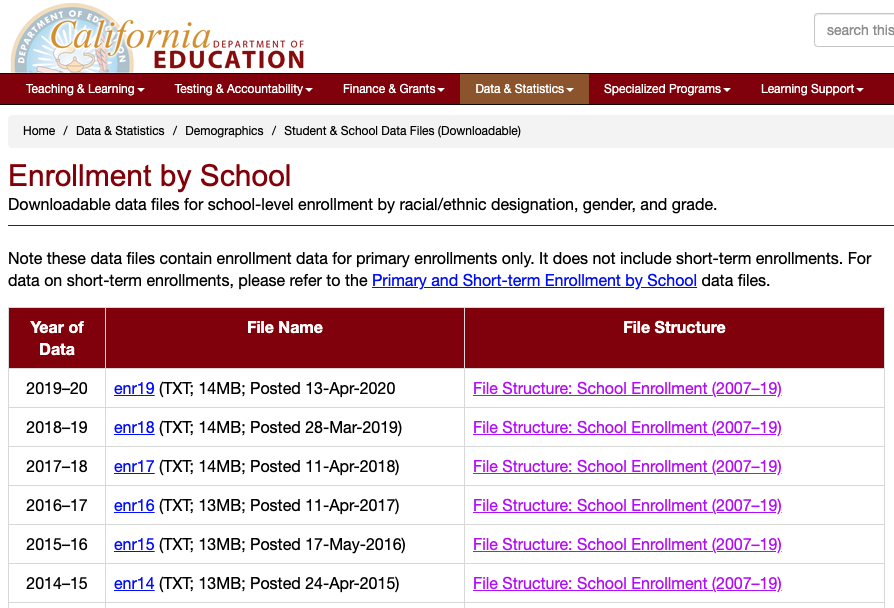 DEPARTMENT OF EDUC
California DEPARTMENT OF
EDUCATION
search this
Teaching & Learning
Testing & Accountability
Finance & Grants
Data & Statistics
Specialized Programs
Learning Support
Home / Data & Statistics / Demographics / Student & School Data Files (Downloadable)
Enrollment by School
Downloadable data files for school-level enrollment by racial/ethnic designation, gender, and grade.
Note these data files contain enrollment data for primary enrollments only. It does not include short-term enrollments. For
data on short-term enrollments, please refer to the Primary and Short-term Enrollment by School data files.
Year of Data
File Name
File Structure
2019–20 enr19 (TXT; 14MB; Posted 13-Apr-2020 File Structure: School Enrollment (2007–19)
2018–19 enr18 (TXT; 14MB; Posted 28-Mar-2019) File Structure: School Enrollment (2007–19)
2017–18 enr17 (TXT; 14MB; Posted 11-Apr-2018) File Structure: School Enrollment (2007–19)
2016–17 enr16 (TXT; 13MB; Posted 11-Apr-2017) File Structure: School Enrollment (2007–19)
2015–16 enr15 (TXT; 13MB; Posted 17-May-2016) File Structure: School Enrollment (2007–19)
2014–15 enr14 (TXT; 13MB; Posted 24-Apr-2015) File Structure: School Enrollment (2007–19)